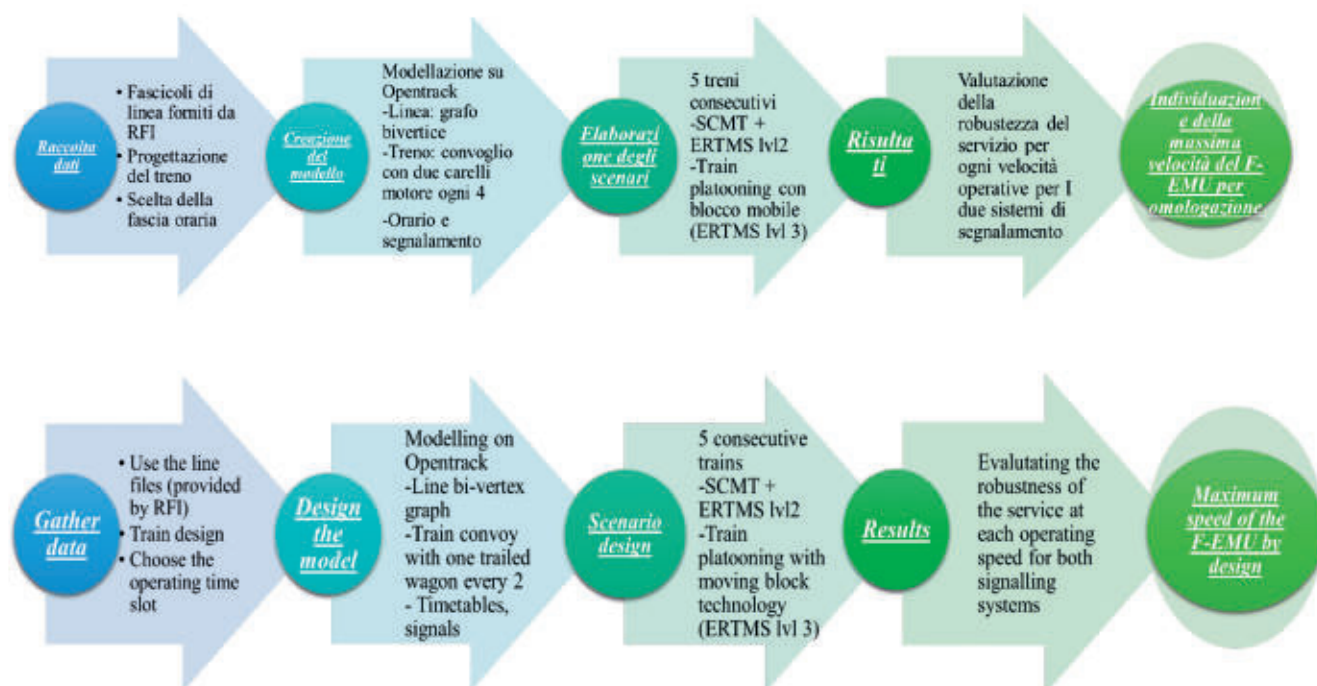 Raccolta
dati
• Fascicoli di
linea forniti da
RFI
• Progettazione
del treno
• Scelta della
fascia oraria
Creazione
del
modello
Modellazione su
Opentrack
-Linea: grafo
bivertice
-Treno: convoglio
con due carelli
motore ogni 4
-Orario e
segnalamento
Elaborazi
one degli
scenari
5 treni
consecutivi
-SCMT +
ERTMS lvl2
-Train
platooning con
blocco mobile
(ERTMS lvl 3)
Risulta
ti
Valutazione
della
robustezza del
servizio per
ogni velocità
operative per I
due sistemi di
segnalamento
Individuazion
e della
massima
velocità del F-
EMU per
omologazione.
Gather
data
• Use the line
files (provided
by RFI)
• Train design
• Choose the
operating time
slot
Design
the
model
Modelling on
Opentrack
-Line bi-vertex
graph
-Train convoy
with one trailed
wagon every 2
- Timetables,
signals
Scenario
design
5 consecutive
trains
-SCMT +
ERTMS lvl2
-Train
platooning with
moving block
technology
(ERTMS lvl 3)
Results
Evalutating the
robustness of
the service at
each operating
speed for both
signalling
systems
Maximum
speed of the
F-EMU by
design